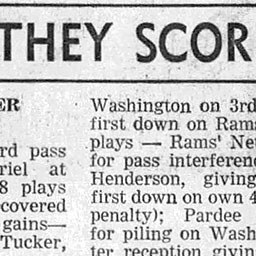 THEY SCOR
ER
rd pass
riel at
8 plays
covered
gains—
Tucker,
Washington on 3rd
first down on Rams
plays — Rams' Ne
for pass interferenc
Henderson, giving
first down on own 4
penalty); Pardee
for piling on Wash
ter reception givin